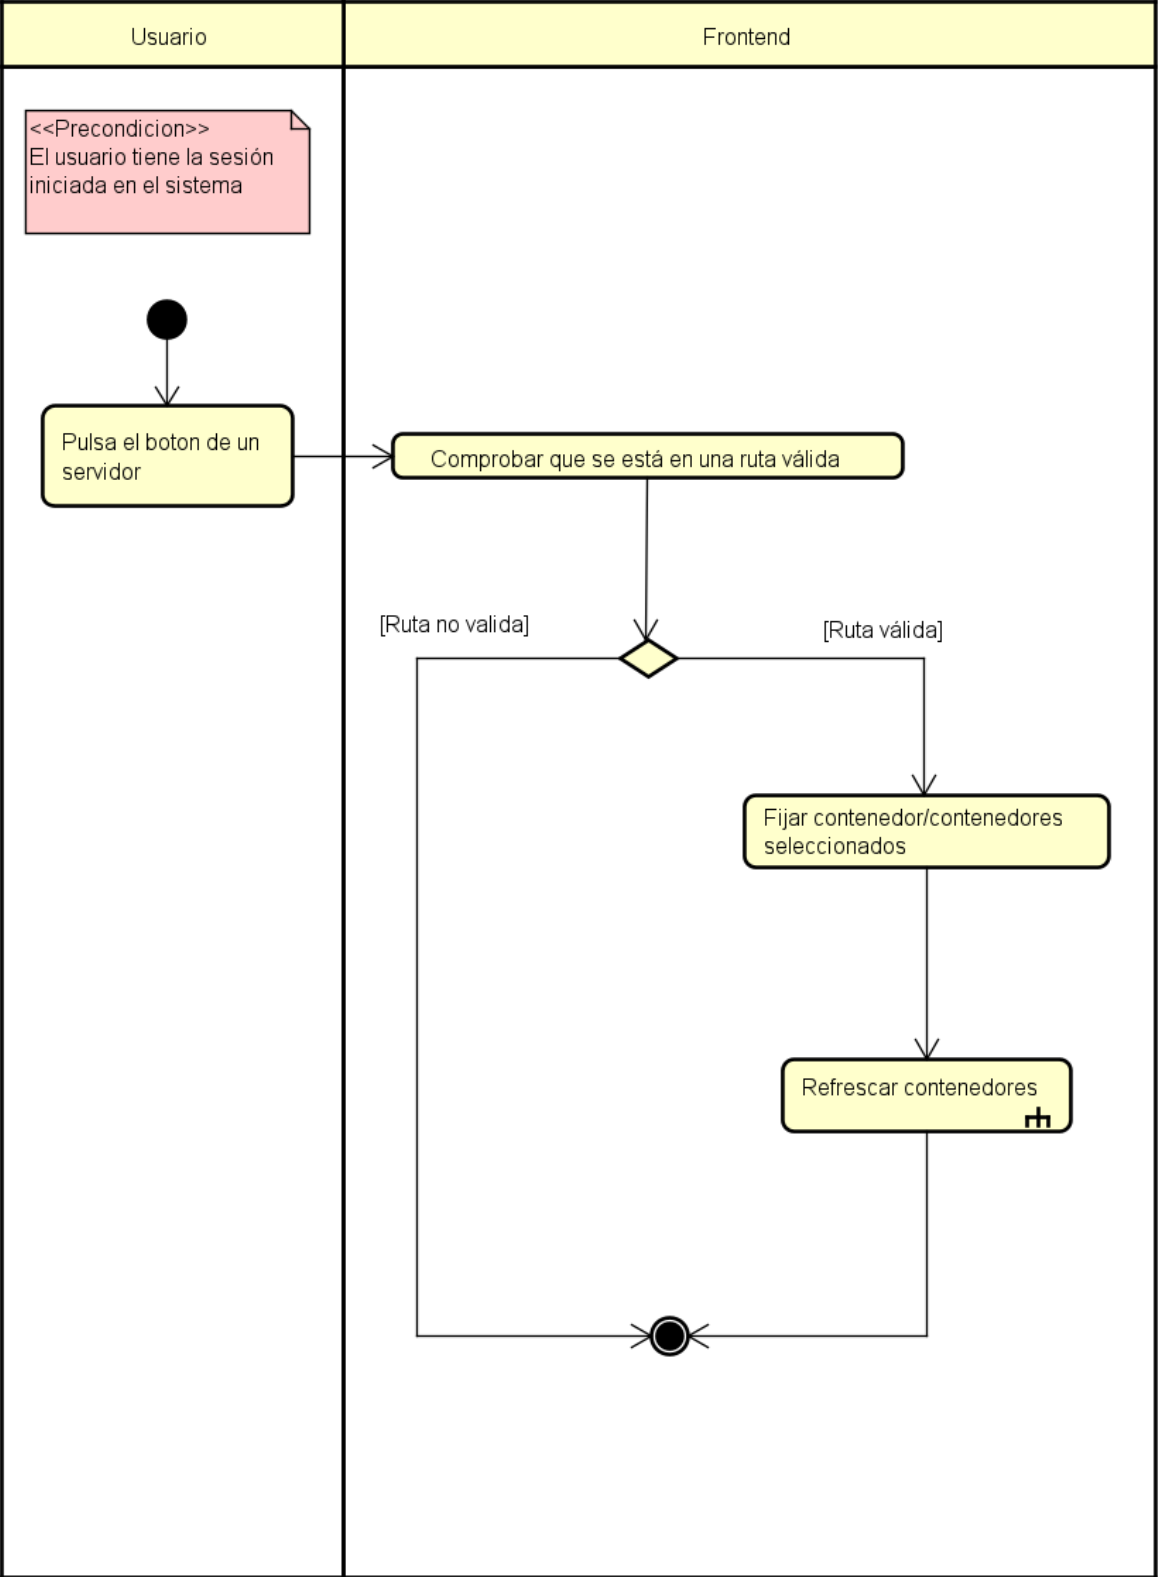 Usuario
Frontend
<<Precondicion>>
El usuario tiene la sesión
iniciada en el sistema
Pulsa el boton de un
servidor
Comprobar que se está en una ruta válida
[Ruta no valida]
[Ruta válida]
Fijar contenedor/contenedores
seleccionados
Refrescar contenedores